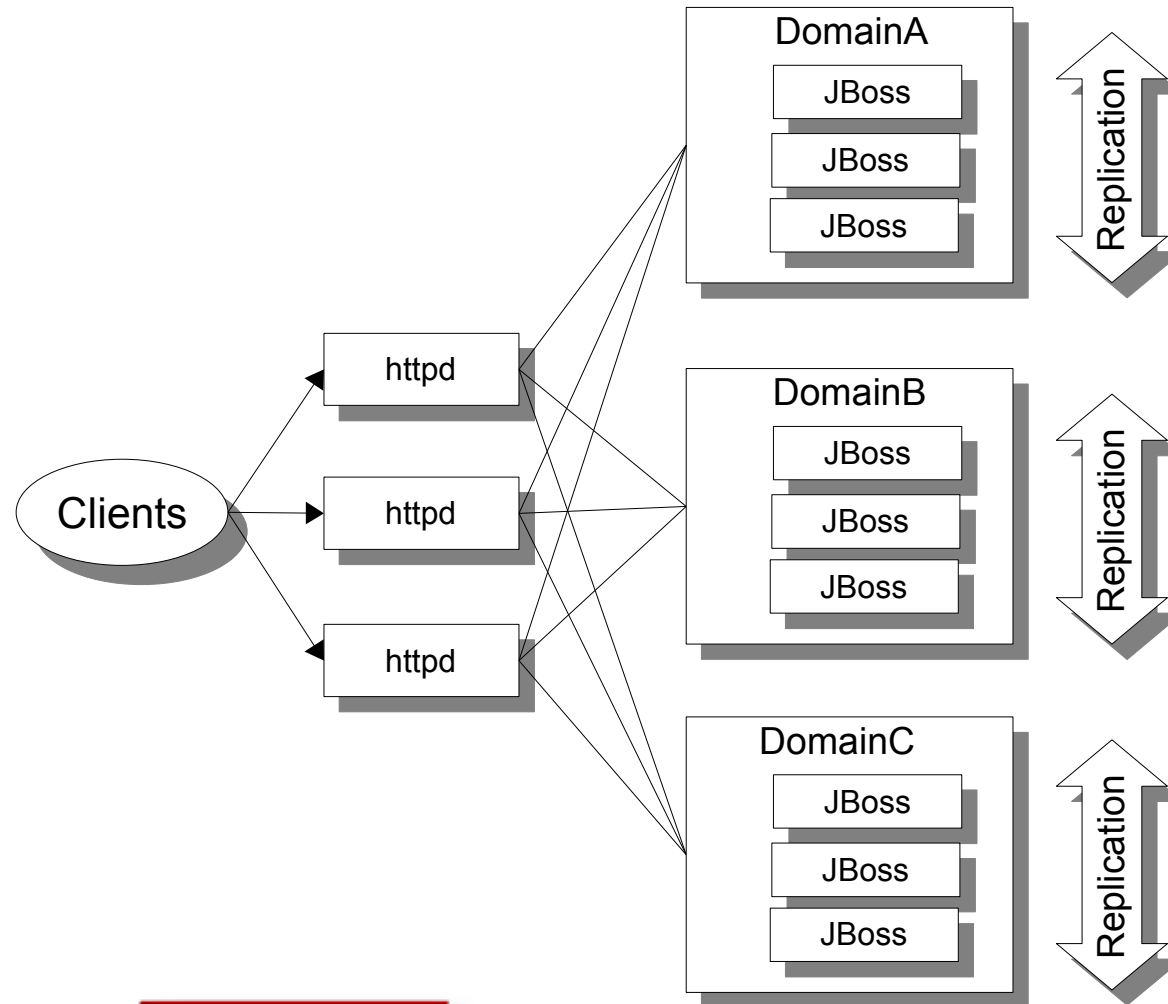 DomainA
JBoss
JBoss
JBoss
Replication
Clients
httpd
httpd
httpd
DomainB
JBoss
JBoss
JBoss
Replication
DomainC
JBoss
JBoss
JBoss
Replication